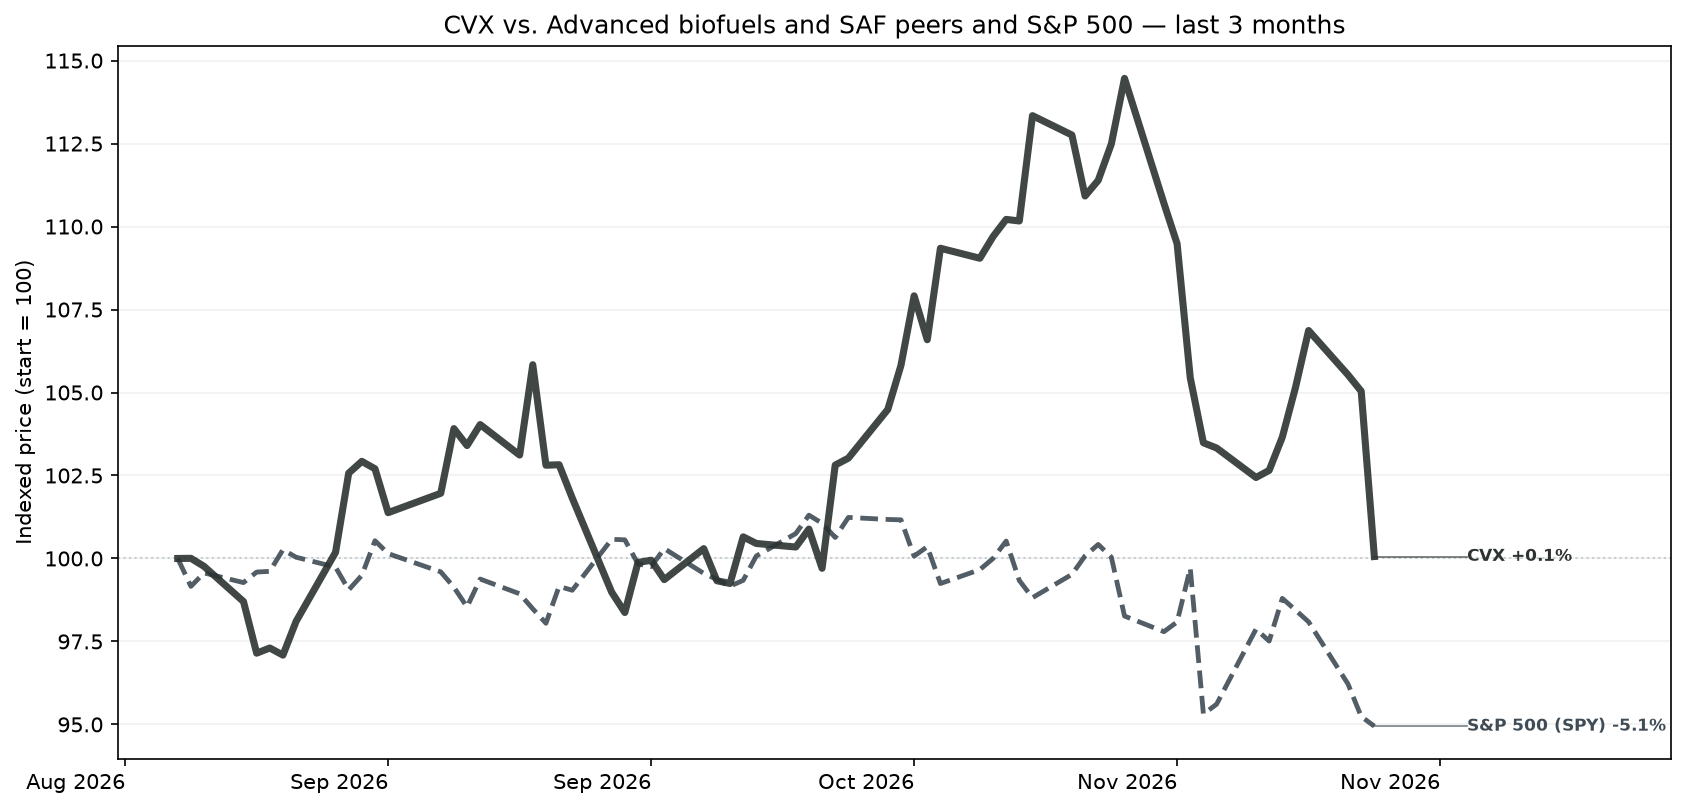 CVX vs. Advanced biofuels and SAF peers and S&P 500 — last 3 months
Indexed price (start = 100)
115.0
112.5
110.0
107.5
105.0
102.5
100.0
97.5
95.0
CVX +0.1%
S&P 500 (SPY) -5.1%
Aug 2026
Sep 2026
Sep 2026
Oct 2026
Nov 2026
Nov 2026